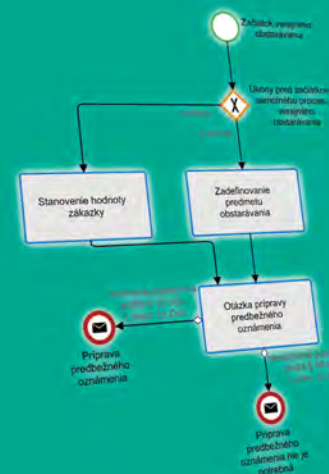 Začiatok verejného
obstarávania
Úkony pred začiatkom
samotného procesu
verejného
obstarávania
Stanovenie hodnoty
zákazky
Zadefinovanie
predmetu
obstarávania
Otázka prípravy
predbežného
oznámenia
Príprava
predbežného
oznámenia
Príprava
predbežného
oznámenia nie je
potrebná